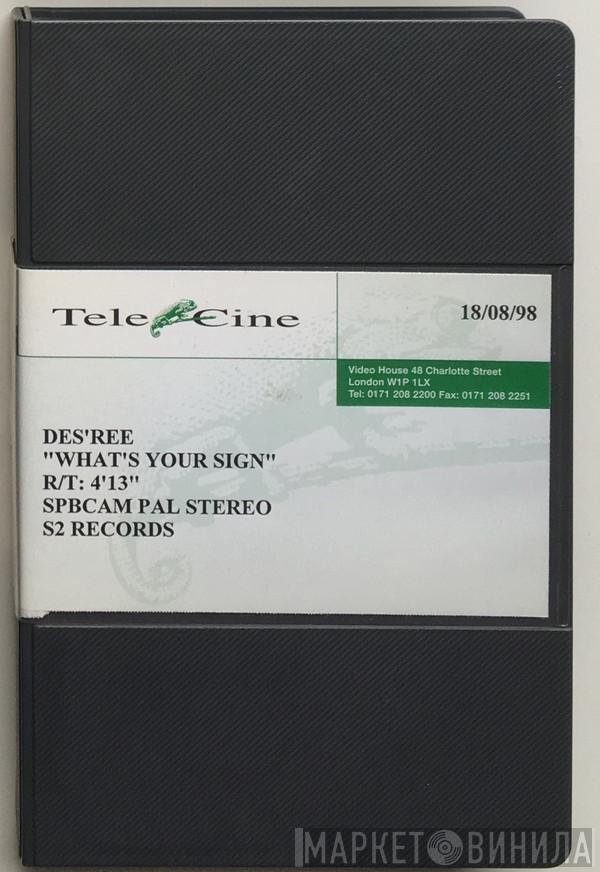 Tele Cine
18/08/98
Video House 48 Charlotte Street
London W1P 1LX
Tel: 0171 208 2200 Fax: 0171 208 2251
DES'REE
"WHAT'S YOUR SIGN"
R/T: 4'13"
SPBCAM PAL STEREO
S2 RECORDS
МАРКЕТ ВИНИЛА